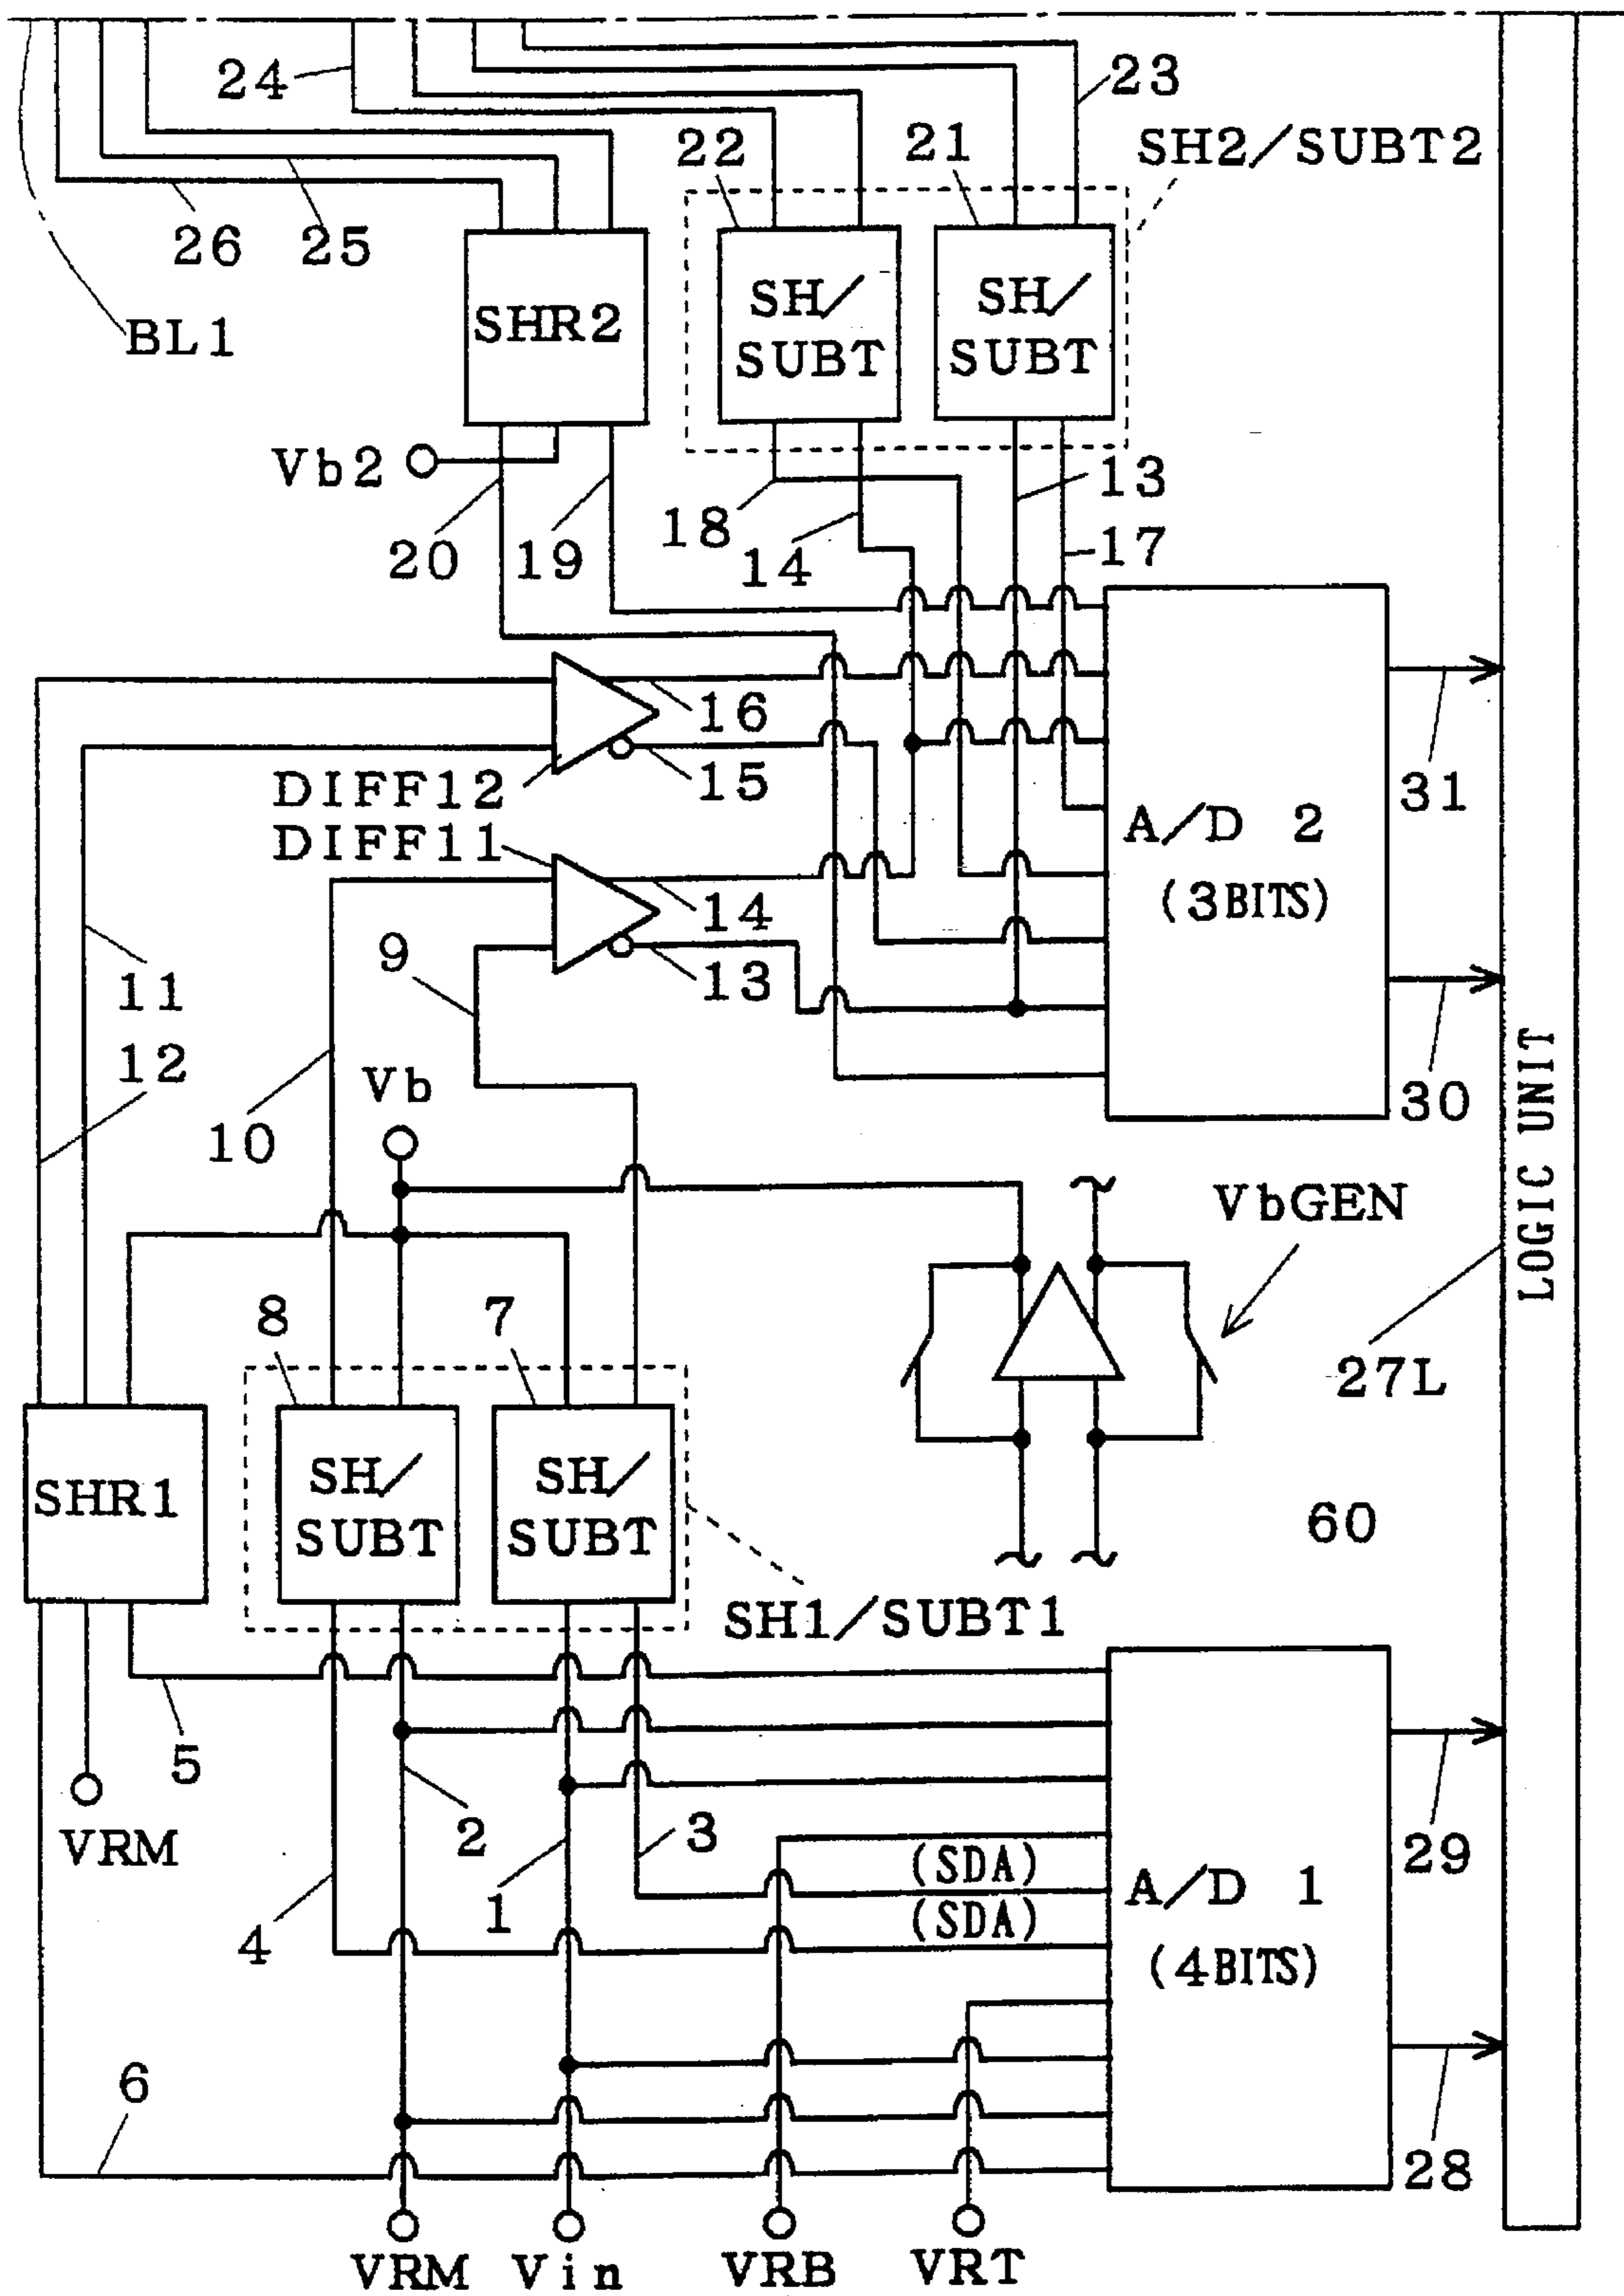 24
23
22
21
SH2/SUBT2
26
25
BL1
SHR2
SH/
SUBT
SH/
SUBT
Vb2
20
19
18
14
13
17
16
15
DIFF12
DIFF11
14
13
9
11
12
10
Vb
A/D 2
(3BITS)
31
30
LOGIC UNIT
VbGEN
27L
8
7
SHR1
SH/
SUBT
SH/
SUBT
60
SH1/SUBT1
5
VRM
2
1
3
4
(SDA)
(SDA)
A/D 1
(4BITS)
29
28
6
VRM
Vin
VRB
VRT